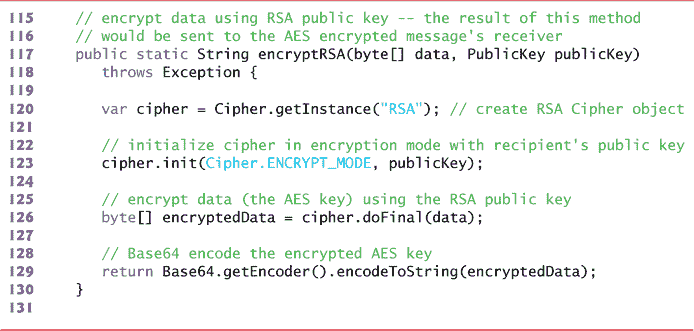 115 // encrypt data using RSA public key -- the result of this method
116 // would be sent to the AES encrypted message's receiver
117 public static String encryptRSA(byte[] data, PublicKey publicKey)
118 throws Exception {
119
120 var cipher = Cipher.getInstance("RSA"); // create RSA Cipher object
121
122 // initialize cipher in encryption mode with recipient's public key
123 cipher.init(Cipher.ENCRYPT_MODE, publicKey);
124
125 // encrypt data (the AES key) using the RSA public key
126 byte[] encryptedData = cipher.doFinal(data);
127
128 // Base64 encode the encrypted AES key
129 return Base64.getEncoder().encodeToString(encryptedData);
130 }
131